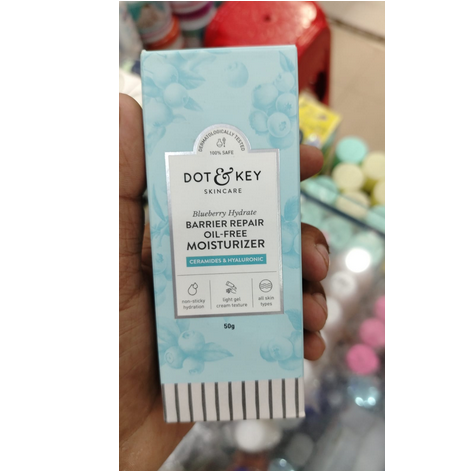 DERMATOLOGICALLY TESTED
100% SAFE
DOT & KEY
SKINCARE
Blueberry Hydrate
BARRIER REPAIR
OIL-FREE
MOISTURIZER
CERAMIDES & HYALURONIC
non-sticky hydration
light gel cream-texture
all skin types
50g